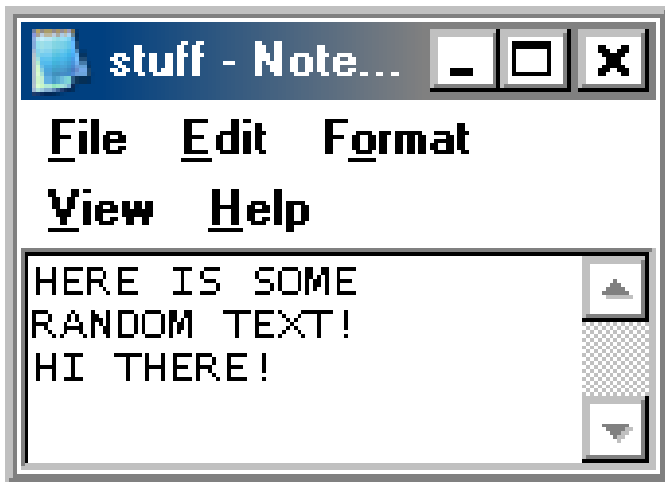 stuff - Note...
File Edit Format
View Help
HERE IS SOME
RANDOM TEXT!
HI THERE!